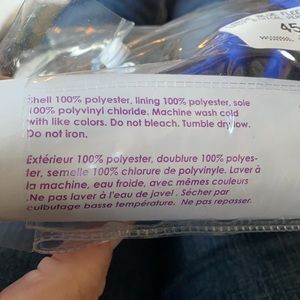 45
Shell 100% polyester, lining 100% polyester, sole
100% polyvinyl chloride. Machine wash cold
with like colors. Do not bleach. Tumble dry low.
Do not iron.
Extérieur 100% polyester, doublure 100% polyes-
ter, semelle 100% chlorure de polyvinyle. Laver à
la machine, eau froide, avec mêmes couleurs
. Ne pas laver à l'eau de javel . Sécher par
culbutage basse température. Ne pas repasser.